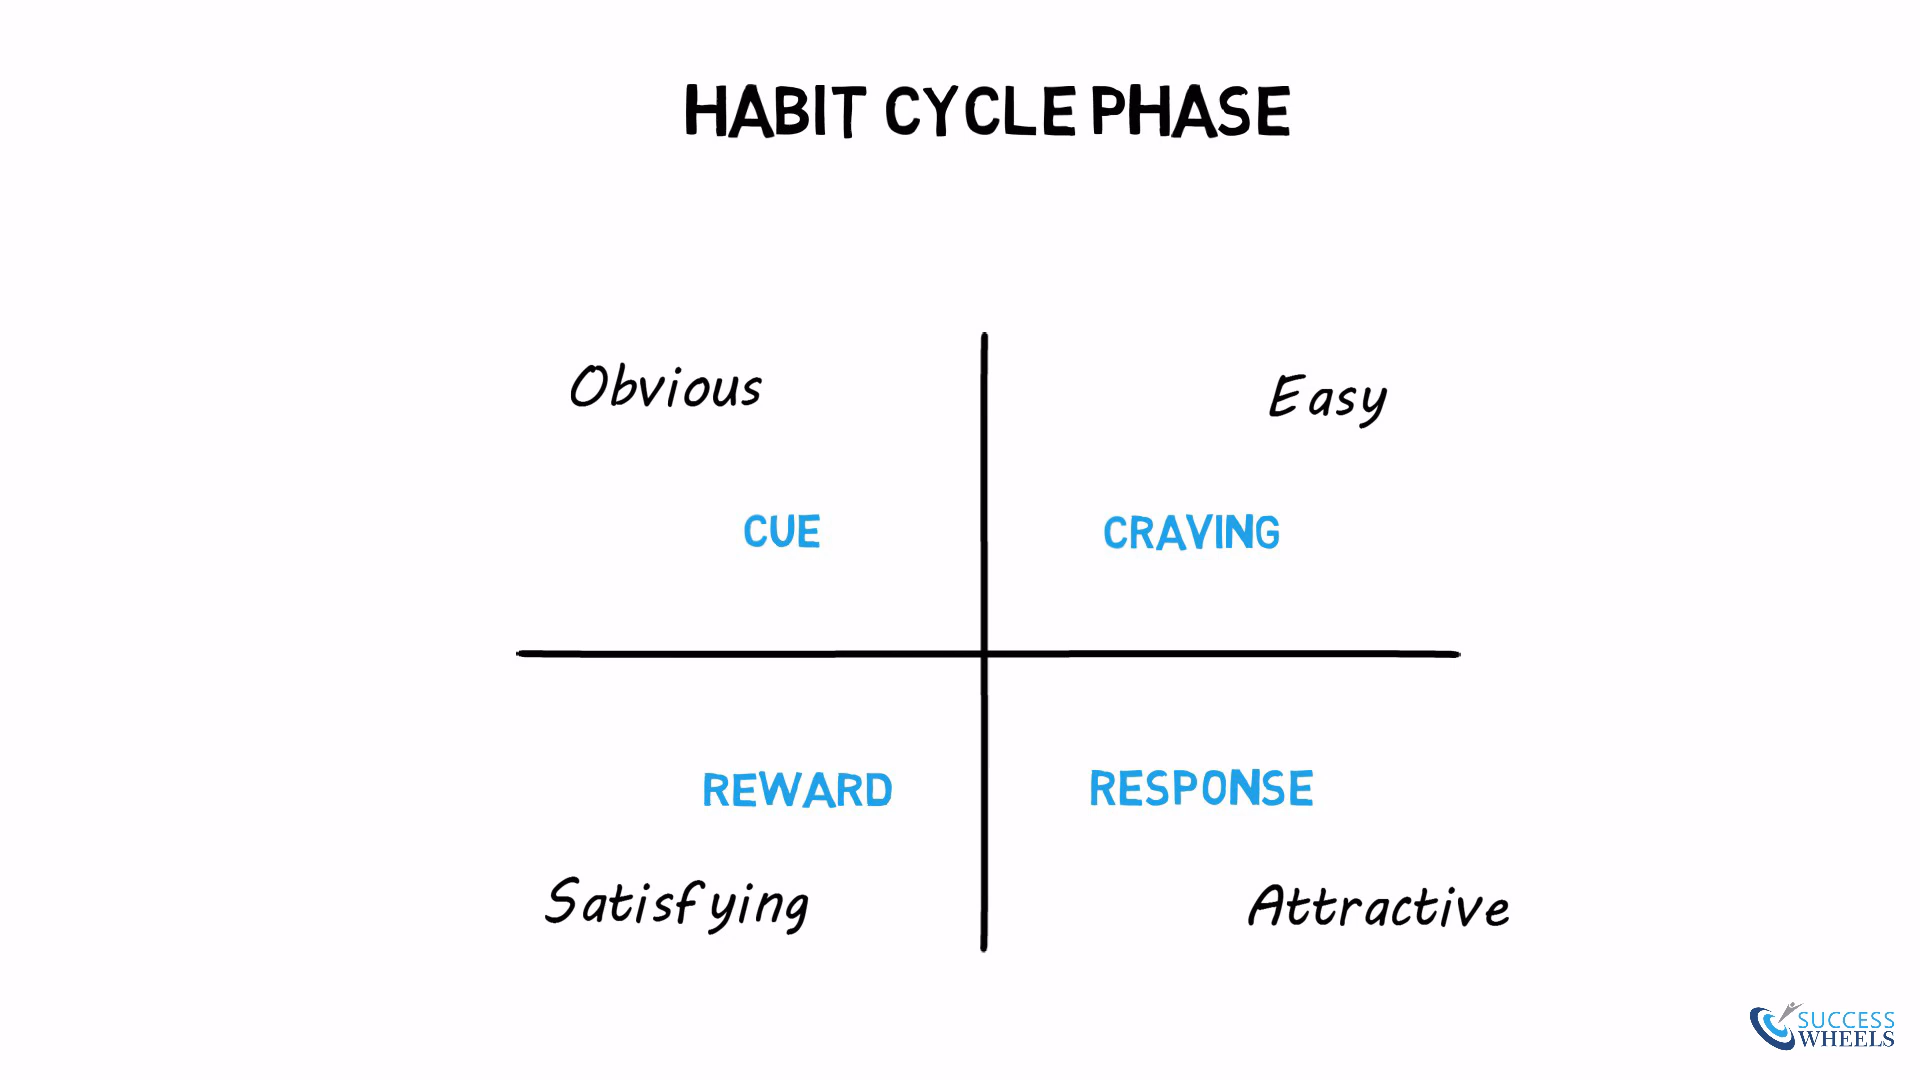 HABIT CYCLE PHASE
Obvious
Easy
CUE
CRAVING
REWARD
RESPONSE
Satisfying
Attractive
SUCCESS
WHEELS